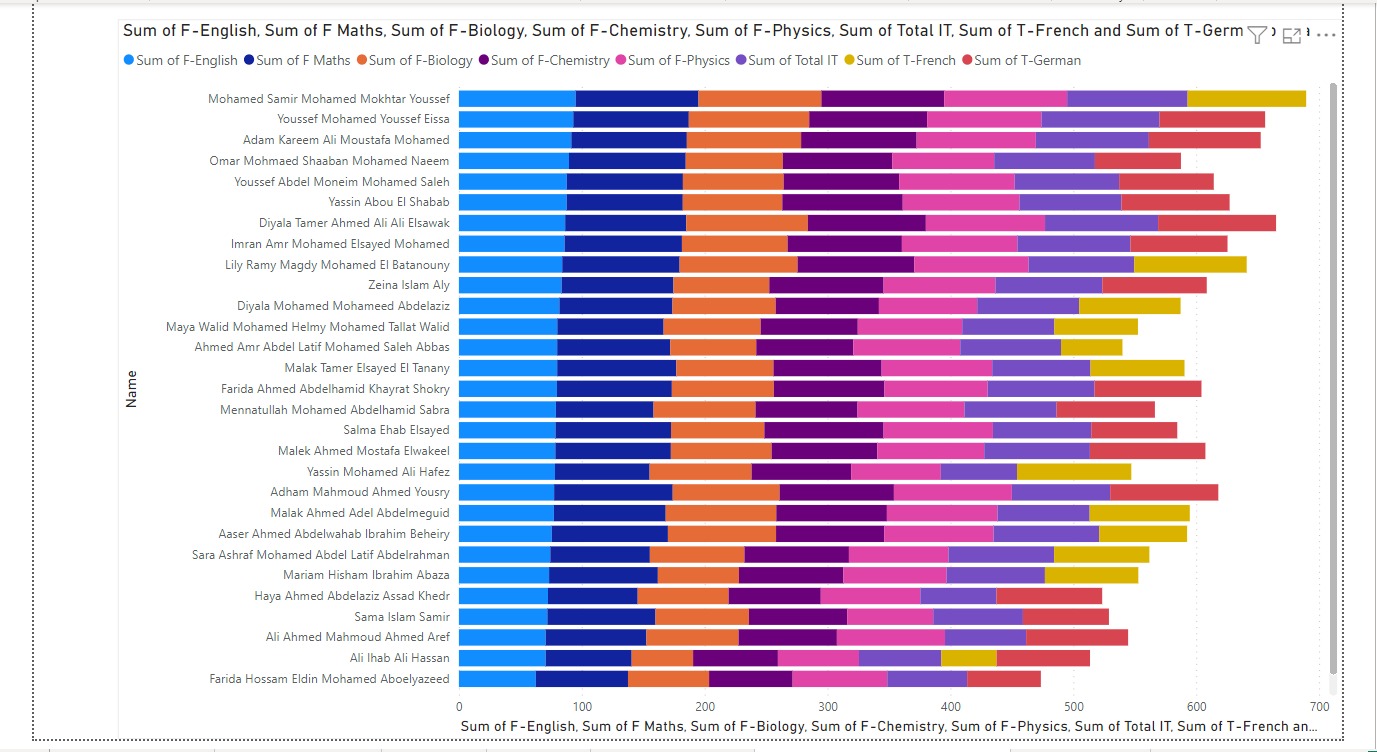 Sum of F-English, Sum of F Maths, Sum of F-Biology, Sum of F-Chemistry, Sum of F-Physics, Sum of Total IT, Sum of T-French and Sum of T-Germ
Sum of F-English Sum of F Maths Sum of F-Biology Sum of F-Chemistry Sum of F-Physics Sum of Total IT Sum of T-French Sum of T-German
Mohamed Samir Mohamed Mokhtar Youssef
Youssef Mohamed Youssef Eissa
Adam Kareem Ali Moustafa Mohamed
Omar Mohmaed Shaaban Mohamed Naeem
Youssef Abdel Moneim Mohamed Saleh
Yassin Abou El Shabab
Diyala Tamer Ahmed Ali Ali Elsawak
Imran Amr Mohamed Elsayed Mohamed
Lily Ramy Magdy Mohamed El Batanouny
Zeina Islam Aly
Diyala Mohamed Mohameed Abdelaziz
Maya Walid Mohamed Helmy Mohamed Tallat Walid
Ahmed Amr Abdel Latif Mohamed Saleh Abbas
Malak Tamer Elsayed El Tanany
Farida Ahmed Abdelhamid Khayrat Shokry
Mennatullah Mohamed Abdelhamid Sabra
Salma Ehab Elsayed
Malek Ahmed Mostafa Elwakeel
Yassin Mohamed Ali Hafez
Adham Mahmoud Ahmed Yousry
Malak Ahmed Adel Abdelmeguid
Aaser Ahmed Abdelwahab Ibrahim Beheiry
Sara Ashraf Mohamed Abdel Latif Abdelrahman
Mariam Hisham Ibrahim Abaza
Haya Ahmed Abdelaziz Assad Khedr
Sama Islam Samir
Ali Ahmed Mahmoud Ahmed Aref
Ali Ihab Ali Hassan
Farida Hossam Eldin Mohamed Aboelyazeed
Name
0 100 200 300 400 500 600 700
Sum of F-English, Sum of F Maths, Sum of F-Biology, Sum of F-Chemistry, Sum of F-Physics, Sum of Total IT, Sum of T-French an...